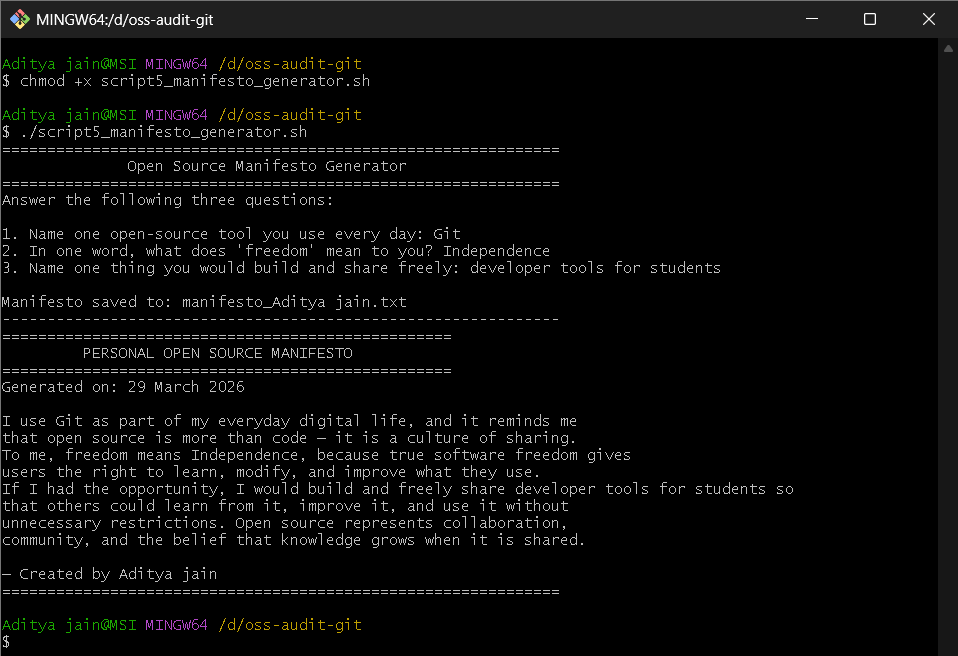 MINGW64:/d/oss-audit-git
Aditya jain@MSI MINGW64 /d/oss-audit-git
$ chmod +x script5_manifesto_generator.sh
Aditya jain@MSI MINGW64 /d/oss-audit-git
$ ./script5_manifesto_generator.sh
==============================================================
Open Source Manifesto Generator
==============================================================
Answer the following three questions:
1. Name one open-source tool you use every day: Git
2. In one word, what does 'freedom' mean to you? Independence
3. Name one thing you would build and share freely: developer tools for students
Manifesto saved to: manifesto_Aditya jain.txt
--------------------------------------------------------------
==================================================
PERSONAL OPEN SOURCE MANIFESTO
==================================================
Generated on: 29 March 2026
I use Git as part of my everyday digital life, and it reminds me
that open source is more than code — it is a culture of sharing.
To me, freedom means Independence, because true software freedom gives
users the right to learn, modify, and improve what they use.
If I had the opportunity, I would build and freely share developer tools for students so
that others could learn from it, improve it, and use it without
unnecessary restrictions. Open source represents collaboration,
community, and the belief that knowledge grows when it is shared.
— Created by Aditya jain
==============================================================
Aditya jain@MSI MINGW64 /d/oss-audit-git
$